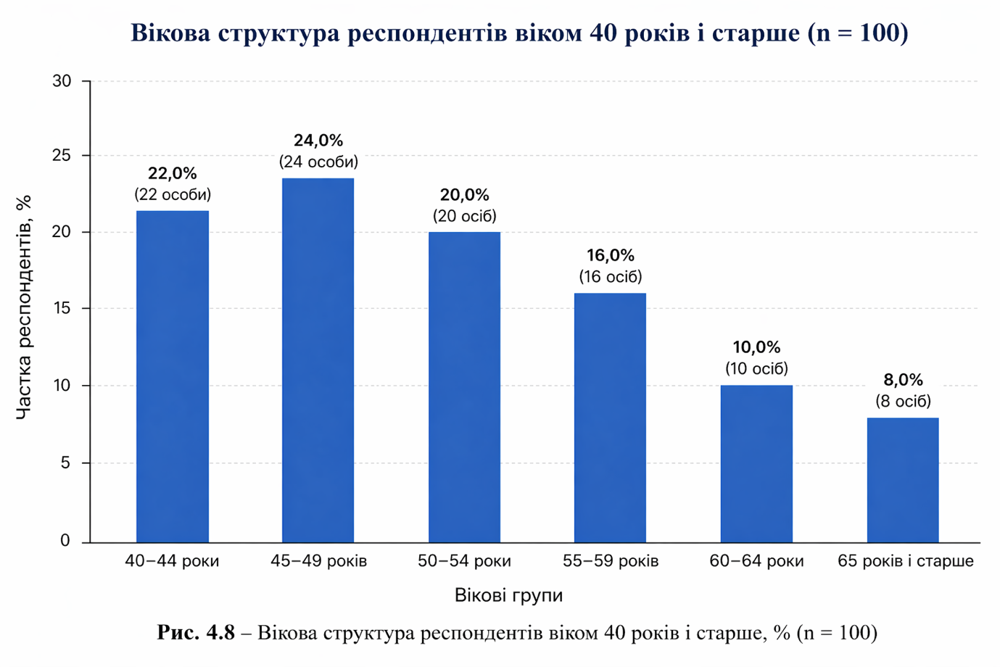 Вікова структура респондентів віком 40 років і старше (n = 100)
Частка респондентів, %
30
25
20
15
10
5
0
22,0%
(22 особи)
24,0%
(24 особи)
20,0%
(20 осіб)
16,0%
(16 осіб)
10,0%
(10 осіб)
8,0%
(8 осіб)
40–44 роки
45–49 років
50–54 роки
55–59 років
60–64 роки
65 років і старше
Вікові групи
Рис. 4.8 – Вікова структура респондентів віком 40 років і старше, % (n = 100)